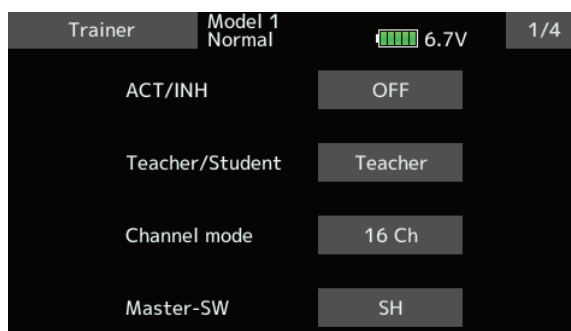 Trainer Model 1 Normal 6.7V 1/4
ACT/INH OFF
Teacher/Student Teacher
Channel mode 16 Ch
Master-SW SH